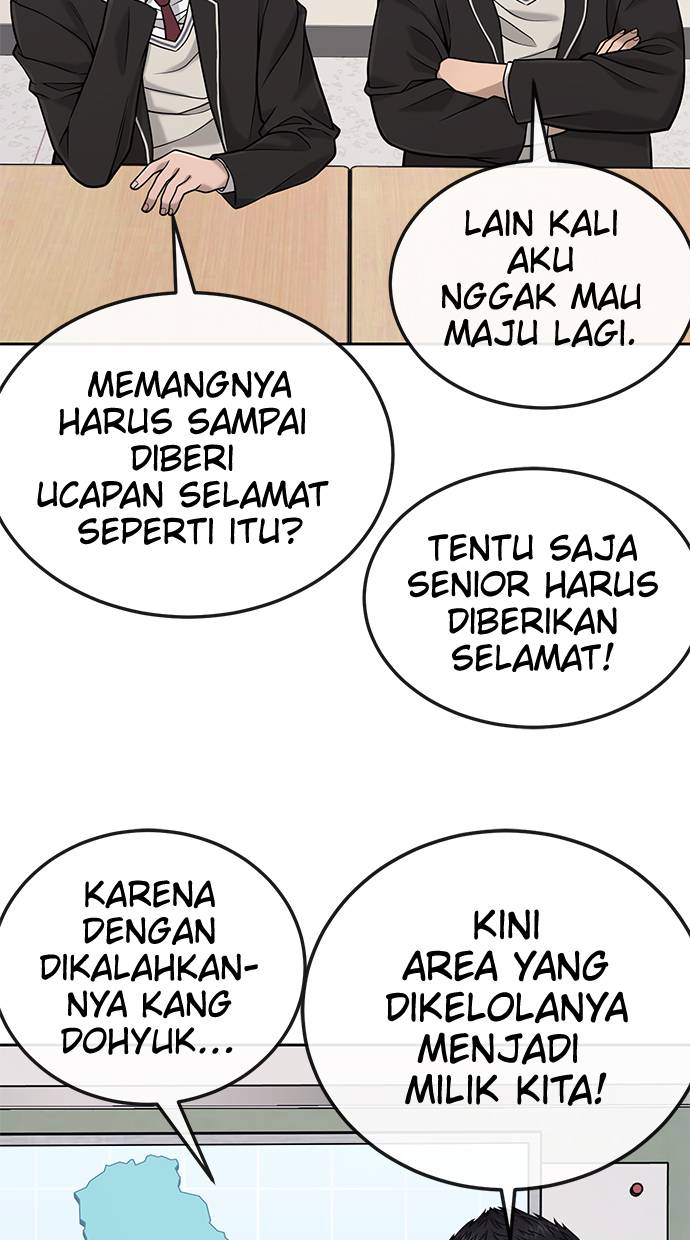 LAIN KALI
AKU
NGGAK MAU
MAJU LAGI.
MEMANGNYA
HARUS SAMPAI
DIBERI
UCAPAN SELAMAT
SEPERTI ITU?
TENTU SAJA
SENIOR HARUS
DIBERIKAN
SELAMAT!
KARENA
DENGAN
DIKALAHKAN-
NYA KANG
DOHYUK...
KINI
AREA YANG
DIKELOLANYA
MENJADI
MILIK KITA!